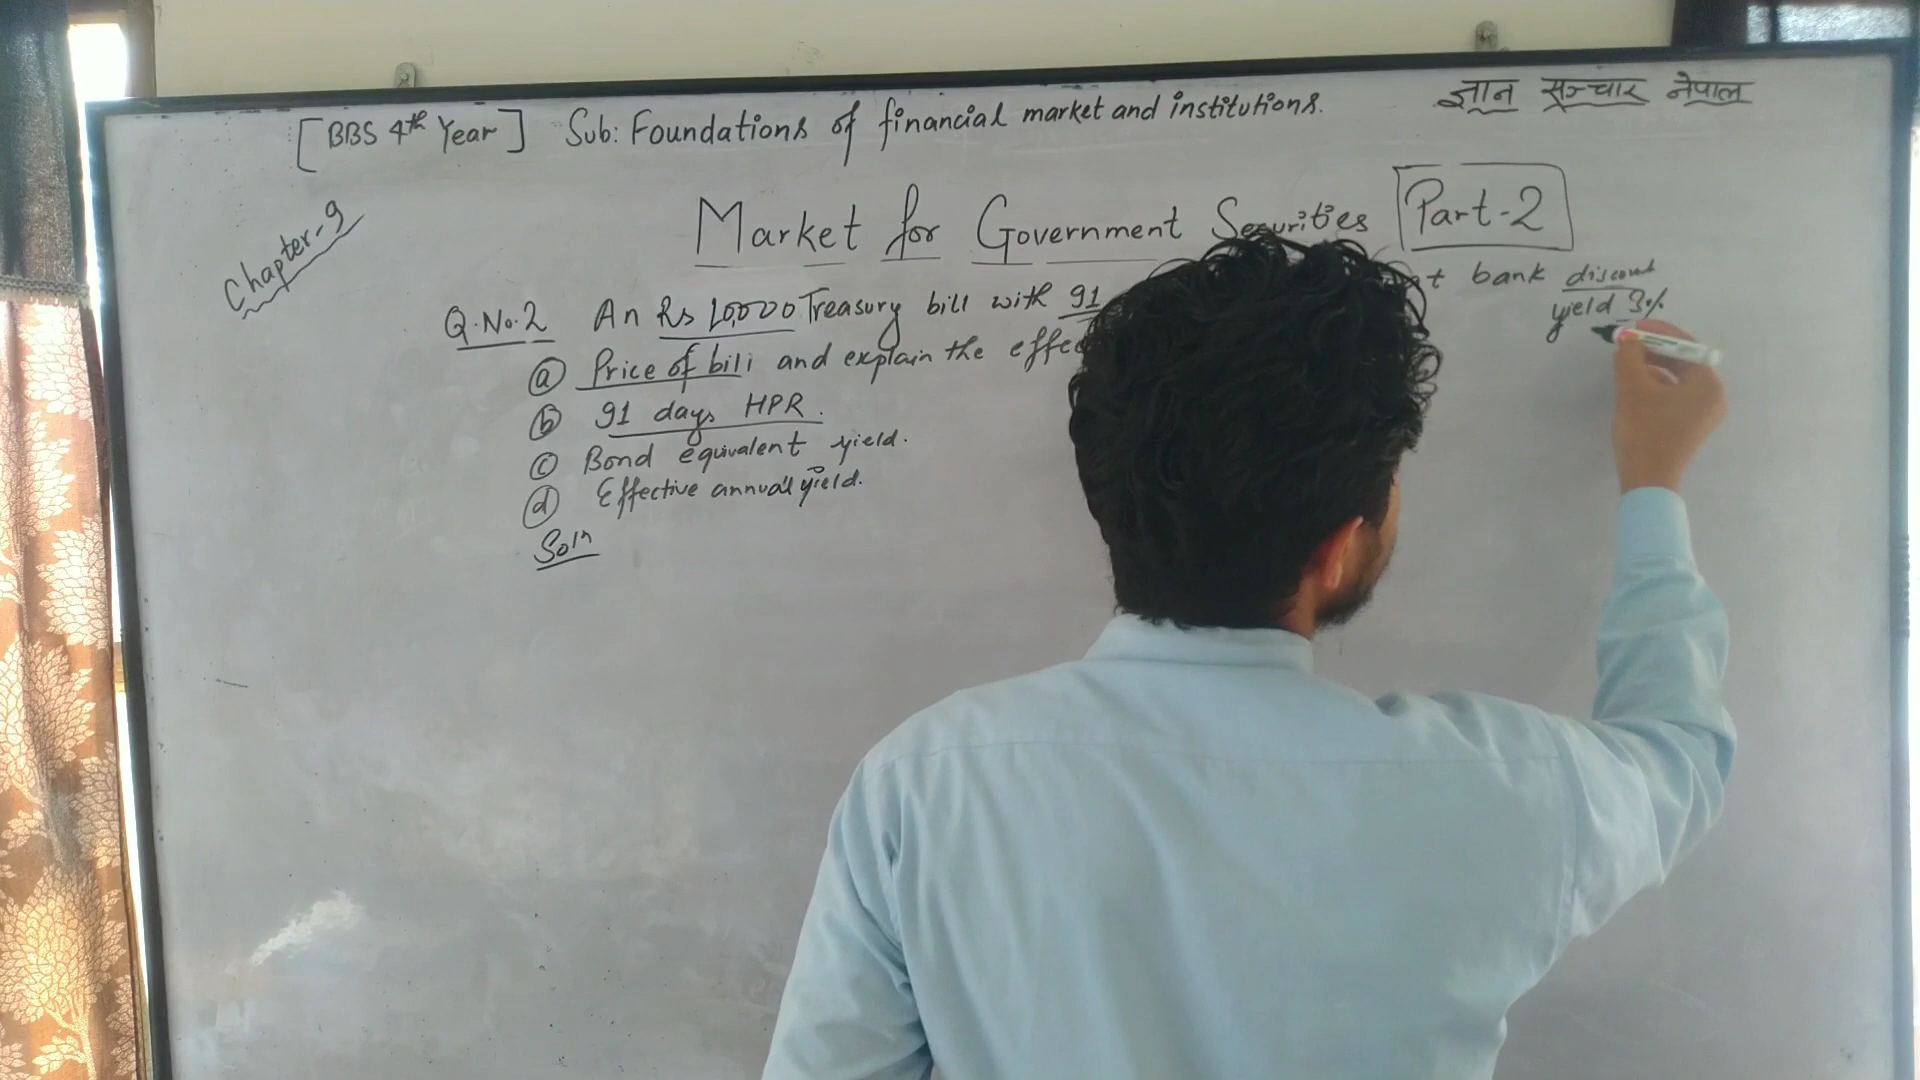 [BBS 4th Year] Sub: Foundations of financial market and institutions.
ज्ञान सञ्चार नेपाल
Chapter-9
Market for Government Securities Part-2
Q.No.2 An Rs 10,000 Treasury bill with 91 bank discount
yield 3%
(a) Price of bill and explain the
(b) 91 days HPR.
(c) Bond equivalent yield.
(d) Effective annual yield.
Soln